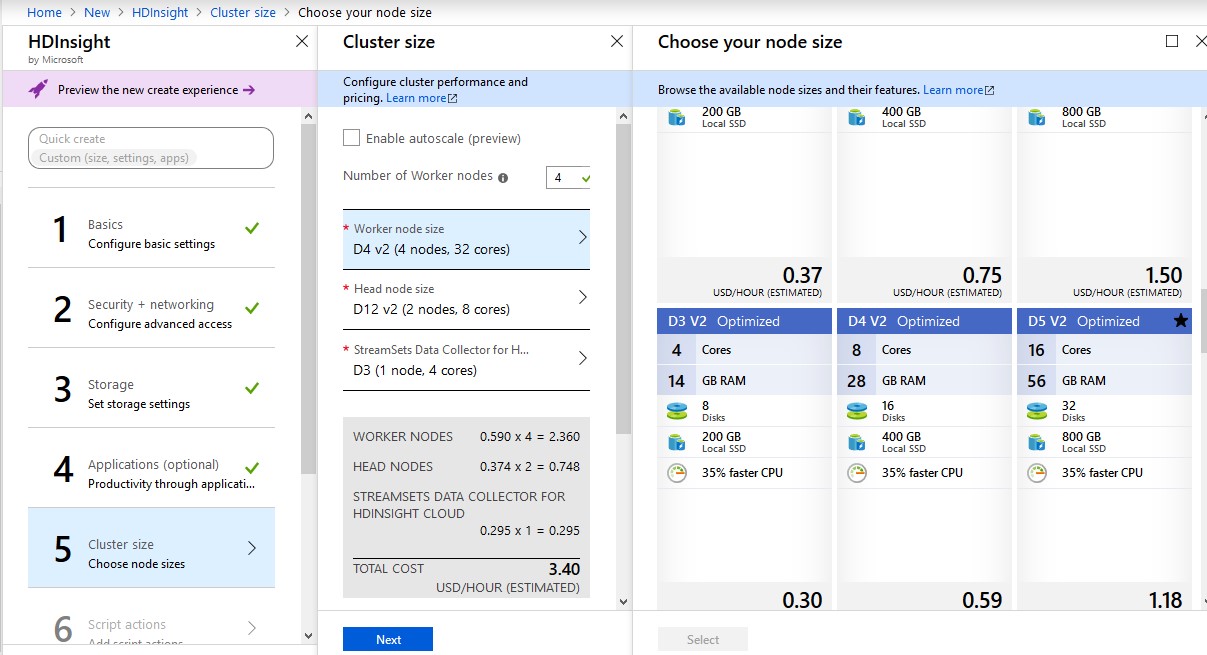 Home > New > HDInsight > Cluster size > Choose your node size
HDInsight
by Microsoft
Preview the new create experience →
Quick create
Custom (size, settings, apps)
1
Basics
Configure basic settings
2
Security + networking
Configure advanced access
3
Storage
Set storage settings
4
Applications (optional)
Productivity through applicati...
5
Cluster size
Choose node sizes
6
Script actions
Add script actions
Cluster size
Configure cluster performance and
pricing. Learn more
Enable autoscale (preview)
Number of Worker nodes
4
* Worker node size
D4 v2 (4 nodes, 32 cores)
* Head node size
D12 v2 (2 nodes, 8 cores)
* StreamSets Data Collector for H...
D3 (1 node, 4 cores)
WORKER NODES 0.590 x 4 = 2.360
HEAD NODES 0.374 x 2 = 0.748
STREAMSETS DATA COLLECTOR FOR
HDINSIGHT CLOUD
0.295 x 1 = 0.295
TOTAL COST 3.40
USD/HOUR (ESTIMATED)
Next
Choose your node size
Browse the available node sizes and their features. Learn more
200 GB
Local SSD
400 GB
Local SSD
800 GB
Local SSD
0.37
USD/HOUR (ESTIMATED)
0.75
USD/HOUR (ESTIMATED)
1.50
USD/HOUR (ESTIMATED)
D3 V2 Optimized
4 Cores
14 GB RAM
8
Disks
200 GB
Local SSD
35% faster CPU
0.30
D4 V2 Optimized
8 Cores
28 GB RAM
16
Disks
400 GB
Local SSD
35% faster CPU
0.59
D5 V2 Optimized
16 Cores
56 GB RAM
32
Disks
800 GB
Local SSD
35% faster CPU
1.18
Select